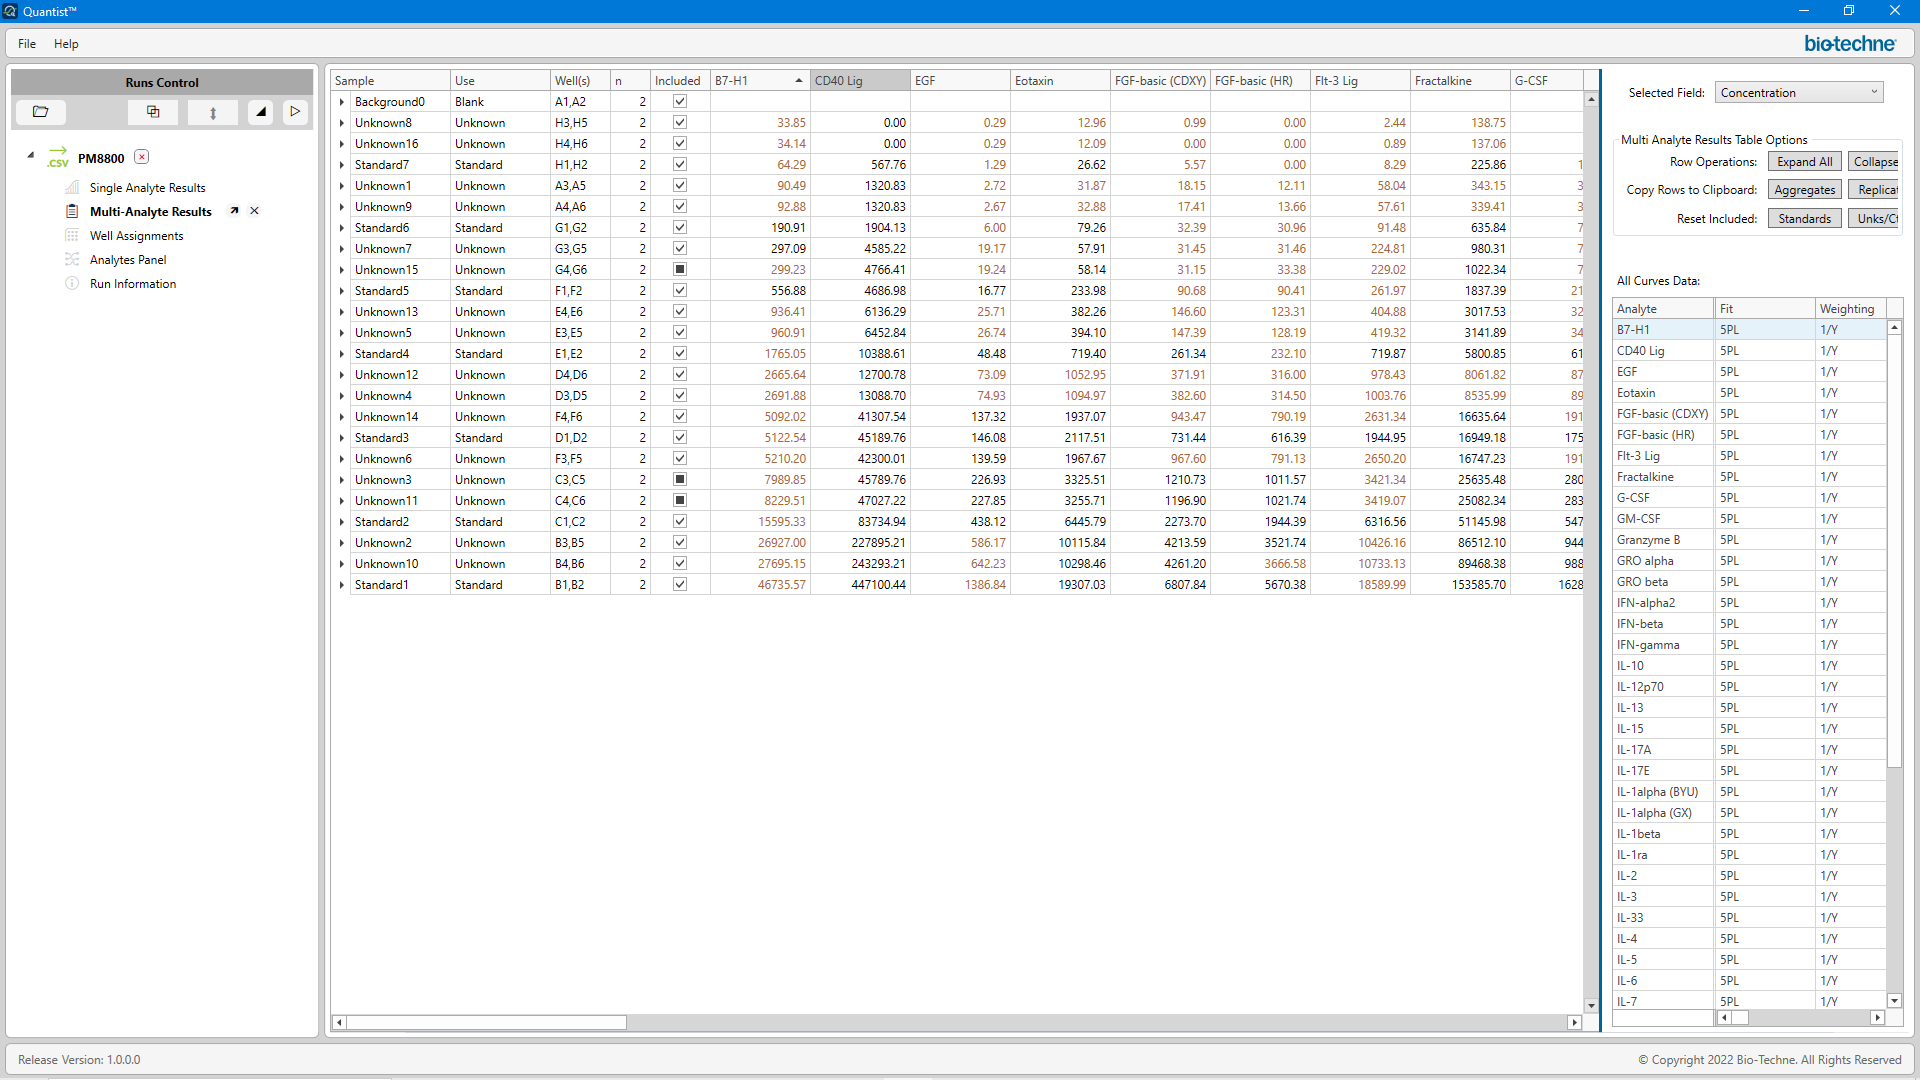 Quantist™
File Help
biotechne
Runs Control
PM8800
Single Analyte Results
Multi-Analyte Results
Well Assignments
Analytes Panel
Run Information
Sample Use Well(s) n Included B7-H1 CD40 Lig EGF Eotaxin FGF-basic (CDXY) FGF-basic (HR) Flt-3 Lig Fractalkine G-CSF
Background0 Blank A1,A2 2
Unknown8 Unknown H3,H5 2 33.85 0.00 0.29 12.96 0.99 0.00 2.44 138.75
Unknown16 Unknown H4,H6 2 34.14 0.00 0.29 12.09 0.00 0.00 0.89 137.06
Standard7 Standard H1,H2 2 64.29 567.76 1.29 26.62 5.57 0.00 8.29 225.86 1
Unknown1 Unknown A3,A5 2 90.49 1320.83 2.72 31.87 18.15 12.11 58.04 343.15 3
Unknown9 Unknown A4,A6 2 92.88 1320.83 2.67 32.88 17.41 13.66 57.61 339.41 3
Standard6 Standard G1,G2 2 190.91 1904.13 6.00 79.26 32.39 30.96 91.48 635.84 7
Unknown7 Unknown G3,G5 2 297.09 4585.22 19.17 57.91 31.45 31.46 224.81 980.31 7
Unknown15 Unknown G4,G6 2 299.23 4766.41 19.24 58.14 31.15 33.38 229.02 1022.34 7
Standard5 Standard F1,F2 2 556.88 4686.98 16.77 233.98 90.68 90.41 261.97 1837.39 21
Unknown13 Unknown E4,E6 2 936.41 6136.29 25.71 382.26 146.60 123.31 404.88 3017.53 32
Unknown5 Unknown E3,E5 2 960.91 6452.84 26.74 394.10 147.39 128.19 419.32 3141.89 34
Standard4 Standard E1,E2 2 1765.05 10388.61 48.48 719.40 261.34 232.10 719.87 5800.85 61
Unknown12 Unknown D4,D6 2 2665.64 12700.78 73.09 1052.95 371.91 316.00 978.43 8061.82 87
Unknown4 Unknown D3,D5 2 2691.88 13088.70 74.93 1094.97 382.60 314.50 1003.76 8535.99 89
Unknown14 Unknown F4,F6 2 5092.02 41307.54 137.32 1937.07 943.47 790.19 2631.34 16635.64 191
Standard3 Standard D1,D2 2 5122.54 45189.76 146.08 2117.51 731.44 616.39 1944.95 16949.18 175
Unknown6 Unknown F3,F5 2 5210.20 42300.01 139.59 1967.67 967.60 791.13 2650.20 16747.23 191
Unknown3 Unknown C3,C5 2 7989.85 45789.76 226.93 3325.51 1210.73 1011.57 3421.34 25635.48 280
Unknown11 Unknown C4,C6 2 8229.51 47027.22 227.85 3255.71 1196.90 1021.74 3419.07 25082.34 283
Standard2 Standard C1,C2 2 15595.33 83734.94 438.12 6445.79 2273.70 1944.39 6316.56 51145.98 547
Unknown2 Unknown B3,B5 2 26927.00 227895.21 586.17 10115.84 4213.59 3521.74 10426.16 86512.10 944
Unknown10 Unknown B4,B6 2 27695.15 243293.21 642.23 10298.46 4261.20 3666.58 10733.13 89468.38 988
Standard1 Standard B1,B2 2 46735.57 447100.44 1386.84 19307.03 6807.84 5670.38 18589.99 153585.70 1628
Selected Field: Concentration
Multi Analyte Results Table Options
Row Operations: Expand All Collapse
Copy Rows to Clipboard: Aggregates Replicat
Reset Included: Standards Unks/Ct
All Curves Data:
Analyte Fit Weighting
B7-H1 5PL 1/Y
CD40 Lig 5PL 1/Y
EGF 5PL 1/Y
Eotaxin 5PL 1/Y
FGF-basic (CDXY) 5PL 1/Y
FGF-basic (HR) 5PL 1/Y
Flt-3 Lig 5PL 1/Y
Fractalkine 5PL 1/Y
G-CSF 5PL 1/Y
GM-CSF 5PL 1/Y
Granzyme B 5PL 1/Y
GRO alpha 5PL 1/Y
GRO beta 5PL 1/Y
IFN-alpha2 5PL 1/Y
IFN-beta 5PL 1/Y
IFN-gamma 5PL 1/Y
IL-10 5PL 1/Y
IL-12p70 5PL 1/Y
IL-13 5PL 1/Y
IL-15 5PL 1/Y
IL-17A 5PL 1/Y
IL-17E 5PL 1/Y
IL-1alpha (BYU) 5PL 1/Y
IL-1alpha (GX) 5PL 1/Y
IL-1beta 5PL 1/Y
IL-1ra 5PL 1/Y
IL-2 5PL 1/Y
IL-3 5PL 1/Y
IL-33 5PL 1/Y
IL-4 5PL 1/Y
IL-5 5PL 1/Y
IL-6 5PL 1/Y
IL-7 5PL 1/Y
Release Version: 1.0.0.0
© Copyright 2022 Bio-Techne. All Rights Reserved